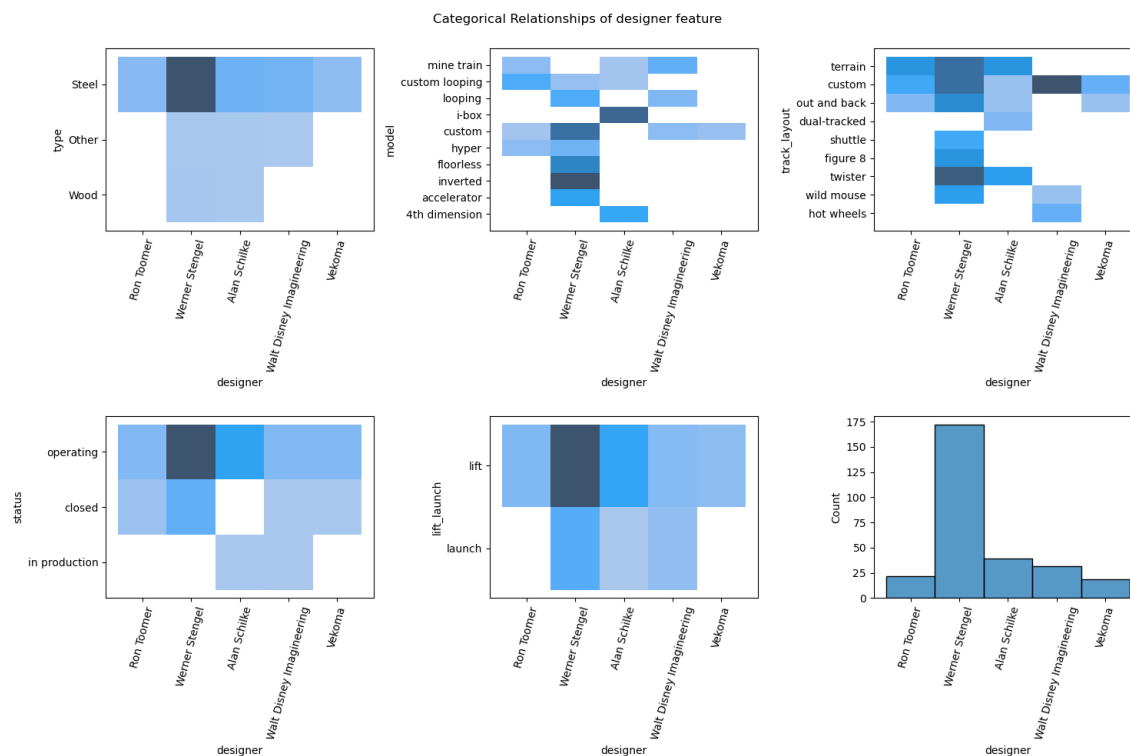 Categorical Relationships of designer feature
type
Steel
Other
Wood
Ron Toomer
Werner Stengel
Alan Schilke
Walt Disney Imagineering
Vekoma
designer
model
mine train
custom looping
looping
i-box
custom
hyper
floorless
inverted
accelerator
4th dimension
Ron Toomer
Werner Stengel
Alan Schilke
Walt Disney Imagineering
Vekoma
designer
track_layout
terrain
custom
out and back
dual-tracked
shuttle
figure 8
twister
wild mouse
hot wheels
Ron Toomer
Werner Stengel
Alan Schilke
Walt Disney Imagineering
Vekoma
designer
status
operating
closed
in production
Ron Toomer
Werner Stengel
Alan Schilke
Walt Disney Imagineering
Vekoma
designer
lift_launch
lift
launch
Ron Toomer
Werner Stengel
Alan Schilke
Walt Disney Imagineering
Vekoma
designer
Count
175
150
125
100
75
50
25
0
Ron Toomer
Werner Stengel
Alan Schilke
Walt Disney Imagineering
Vekoma
designer